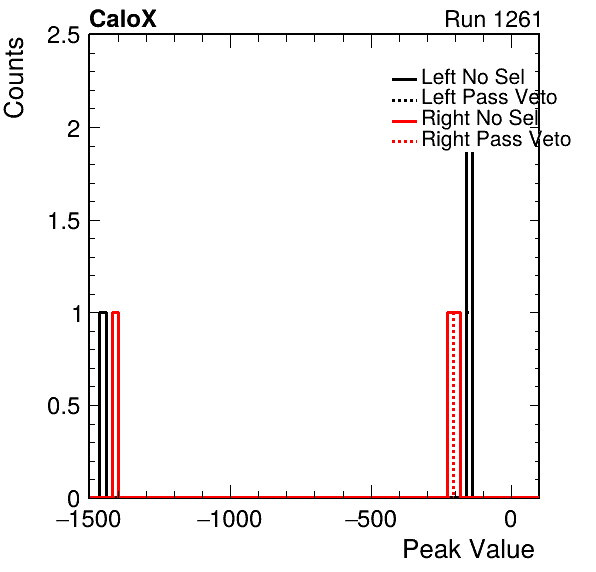 CaloX Run 1261
Counts
2.5
2
1.5
1
0.5
0
Left No Sel
Left Pass Veto
Right No Sel
Right Pass Veto
−1500 −1000 −500 0
Peak Value